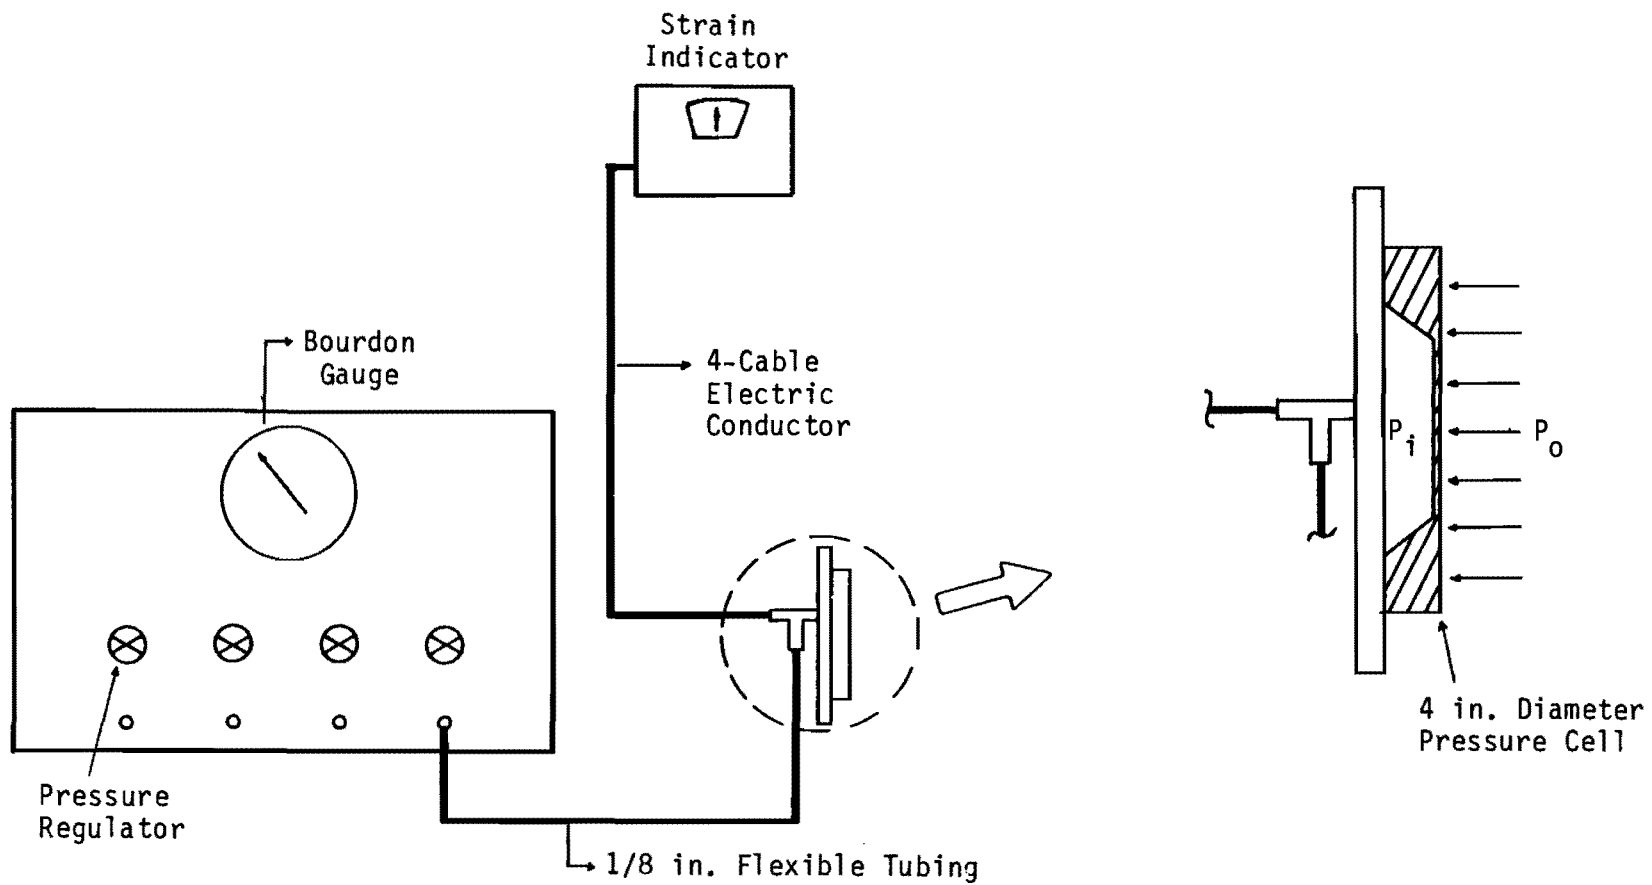 Strain
Indicator
Bourdon
Gauge
4-Cable
Electric
Conductor
P i
P o
4 in. Diameter
Pressure Cell
Pressure
Regulator
1/8 in. Flexible Tubing